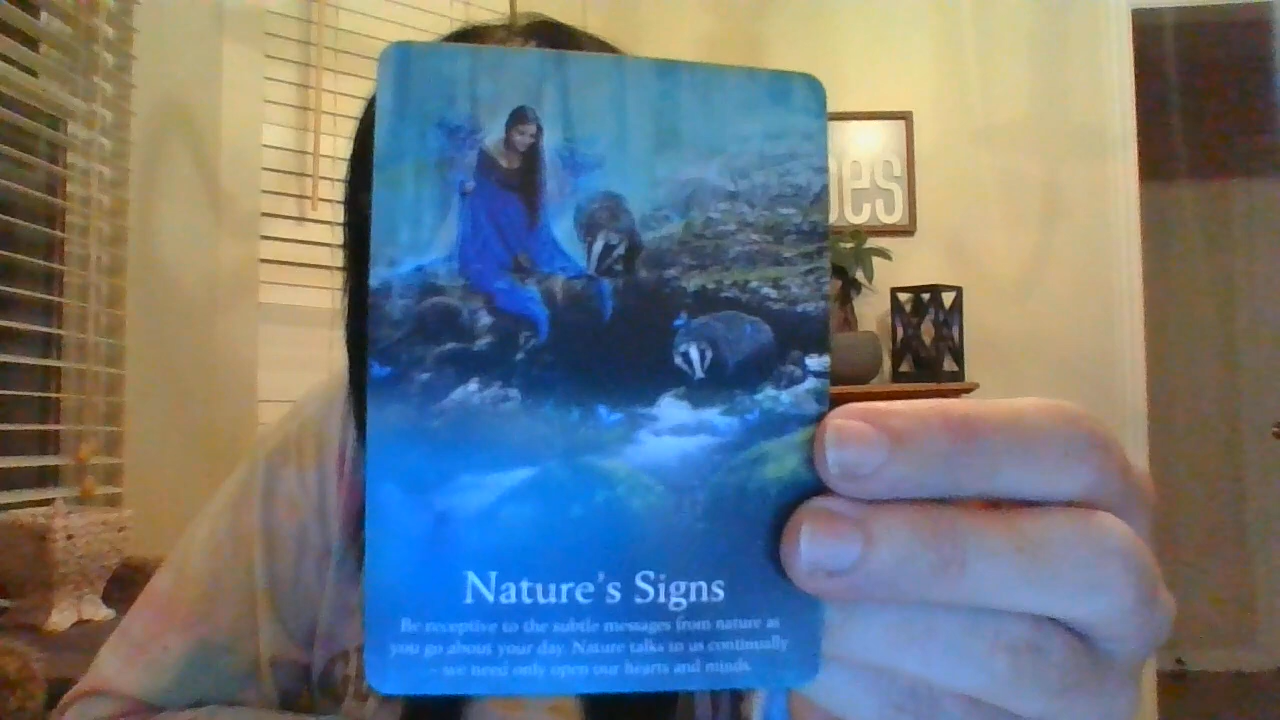 oes
Nature's Signs
Be receptive to the subtle messages from nature as
you go about your day. Nature talks to us continually
– we need only open our hearts and minds.